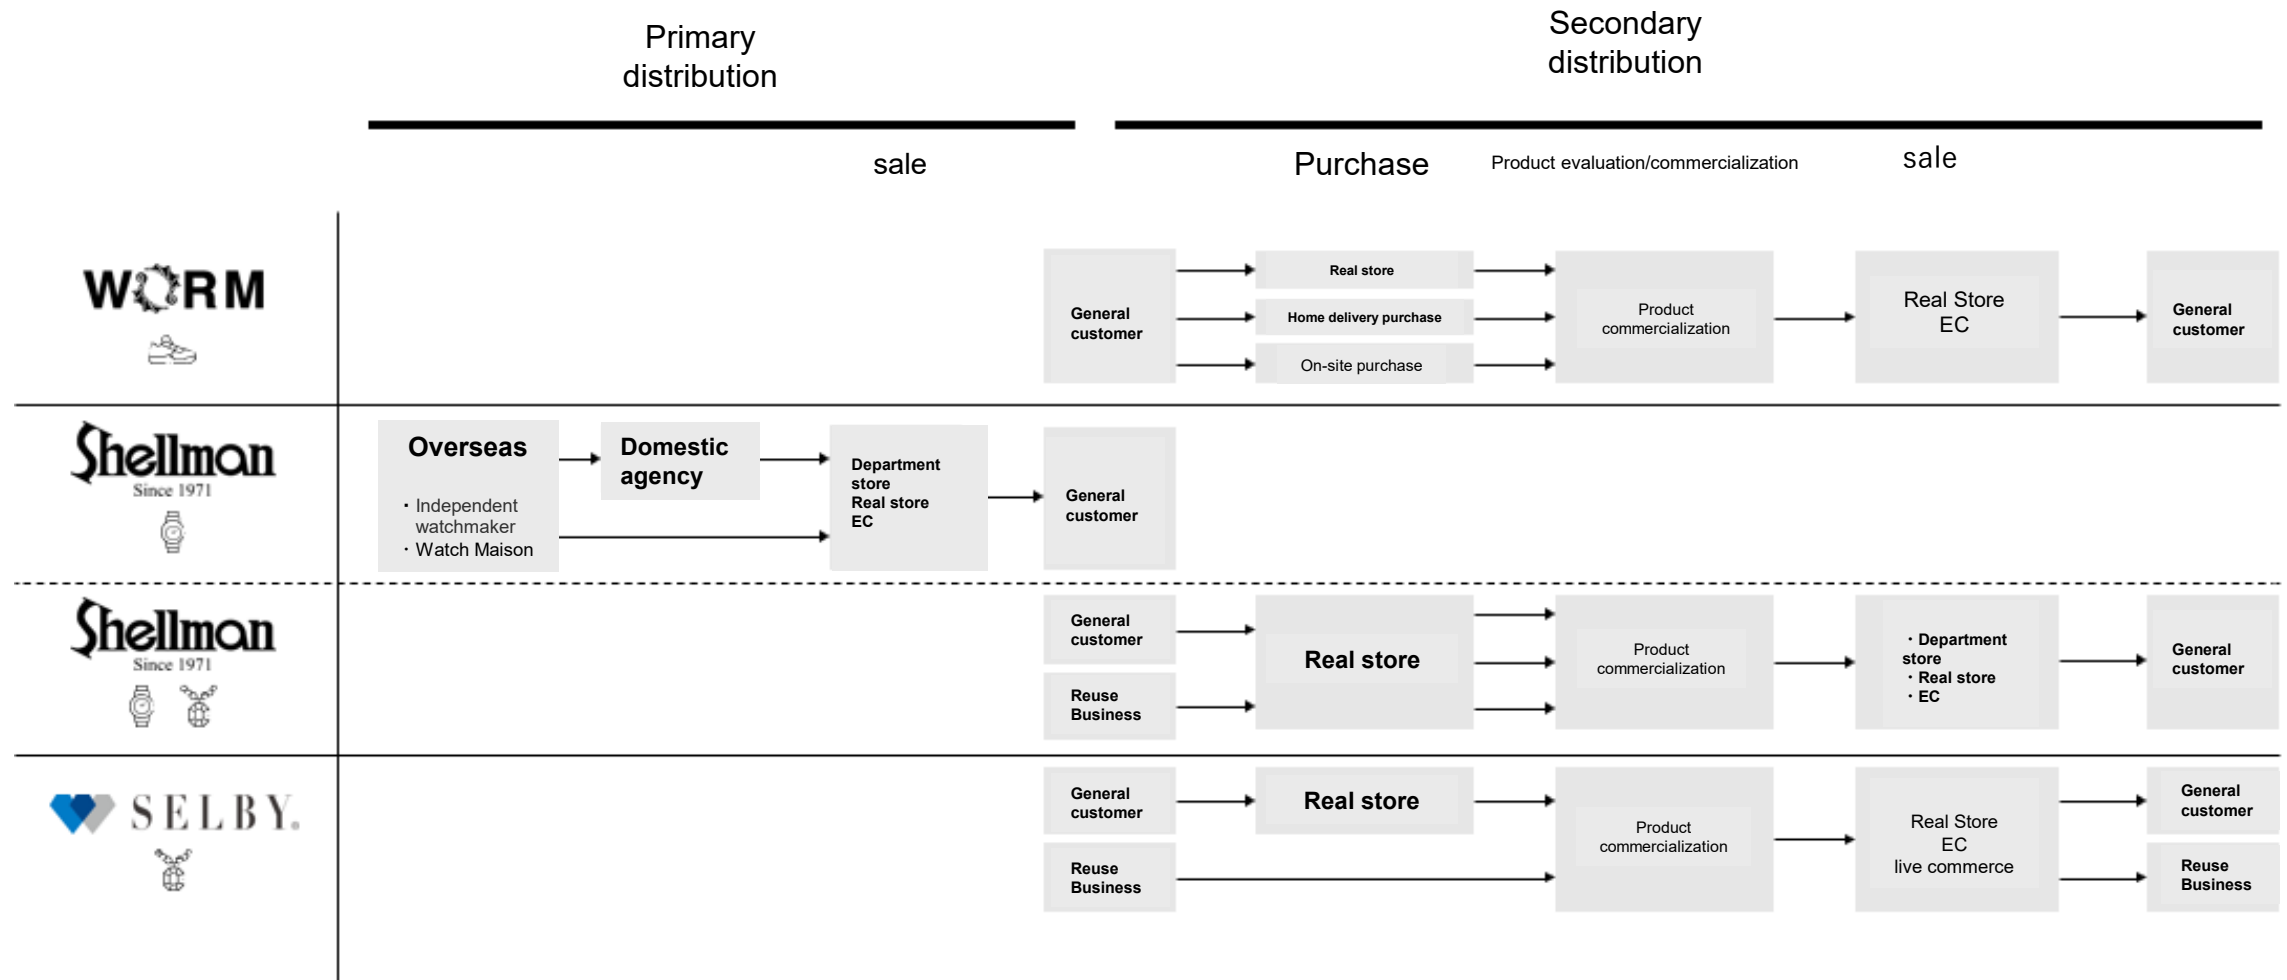 Primary
distribution
Secondary
distribution
sale
Purchase
Product evaluation/commercialization
sale
WORM
General
customer
Real store
Home delivery purchase
On-site purchase
Product
commercialization
Real Store
EC
General
customer
Shellman
Since 1971
Overseas
・Independent
watchmaker
・Watch Maison
Domestic
agency
Department
store
Real store
EC
General
customer
Shellman
Since 1971
General
customer
Reuse
Business
Real store
Product
commercialization
・Department
store
・Real store
・EC
General
customer
SELBY®
General
customer
Reuse
Business
Real store
Product
commercialization
Real Store
EC
live commerce
General
customer
Reuse
Business